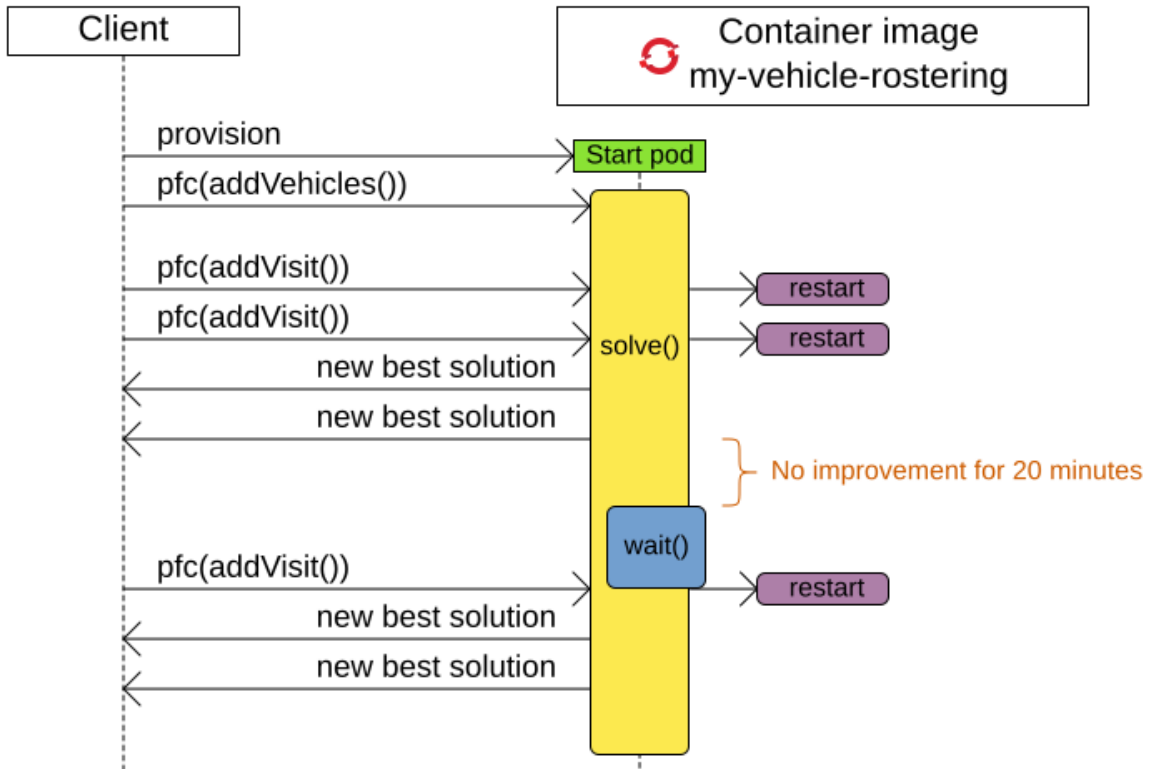 Client
Container image
my-vehicle-rostering
provision
Start pod
pfc(addVehicles())
pfc(addVisit())
restart
pfc(addVisit())
restart
solve()
new best solution
new best solution
No improvement for 20 minutes
wait()
pfc(addVisit())
restart
new best solution
new best solution